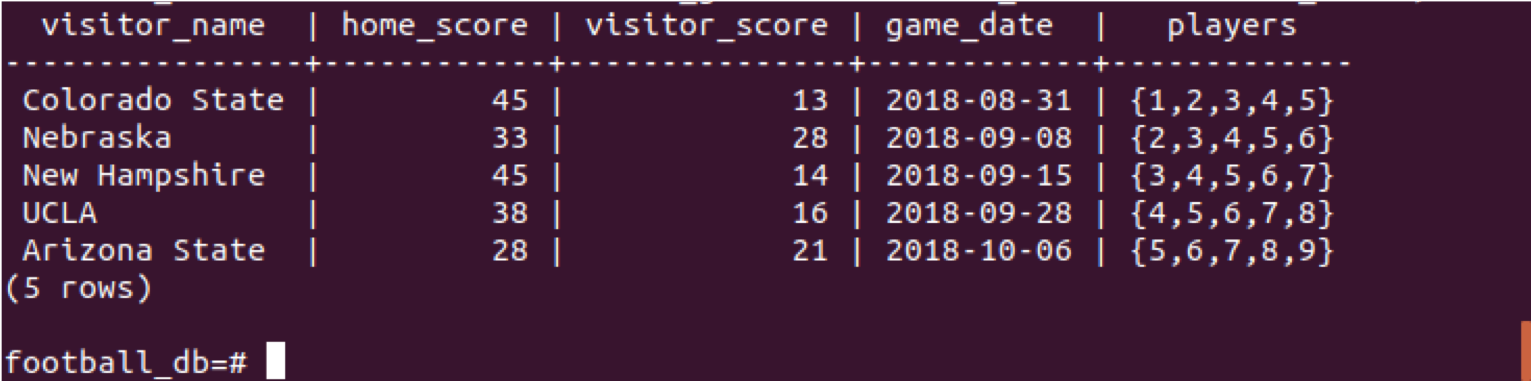 visitor_name | home_score | visitor_score | game_date | players
----------------+------------+---------------+------------+-------------
Colorado State | 45 | 13 | 2018-08-31 | {1,2,3,4,5}
Nebraska | 33 | 28 | 2018-09-08 | {2,3,4,5,6}
New Hampshire | 45 | 14 | 2018-09-15 | {3,4,5,6,7}
UCLA | 38 | 16 | 2018-09-28 | {4,5,6,7,8}
Arizona State | 28 | 21 | 2018-10-06 | {5,6,7,8,9}
(5 rows)
football_db=#